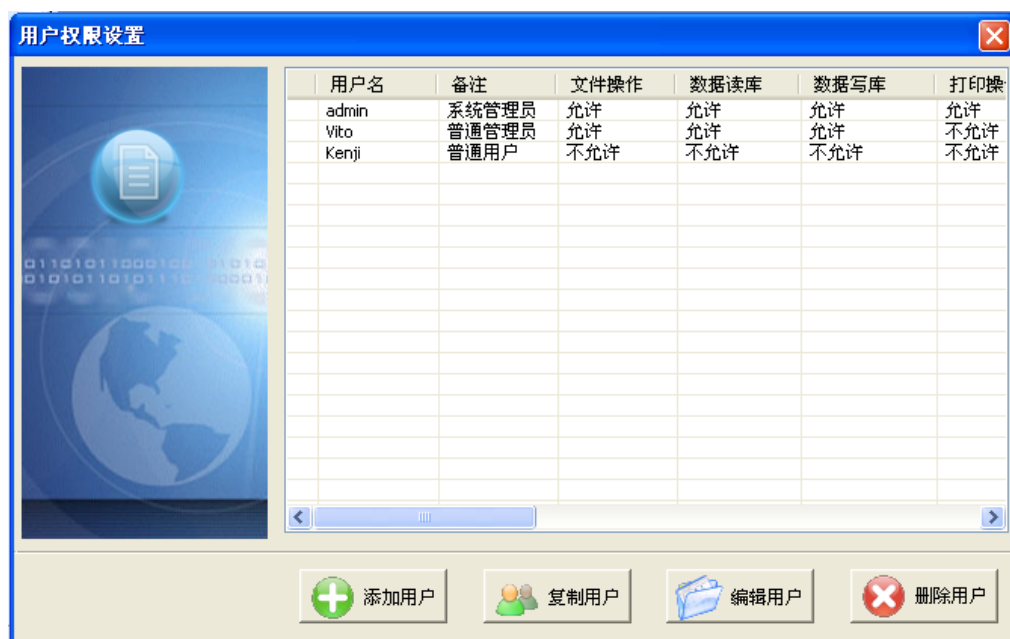 用户权限设置
用户名 备注 文件操作 数据读库 数据写库 打印操
admin 系统管理员 允许 允许 允许 允许
Vito 普通管理员 允许 允许 允许 不允许
Kenji 普通用户 不允许 不允许 不允许 不允许
添加用户 复制用户 编辑用户 删除用户